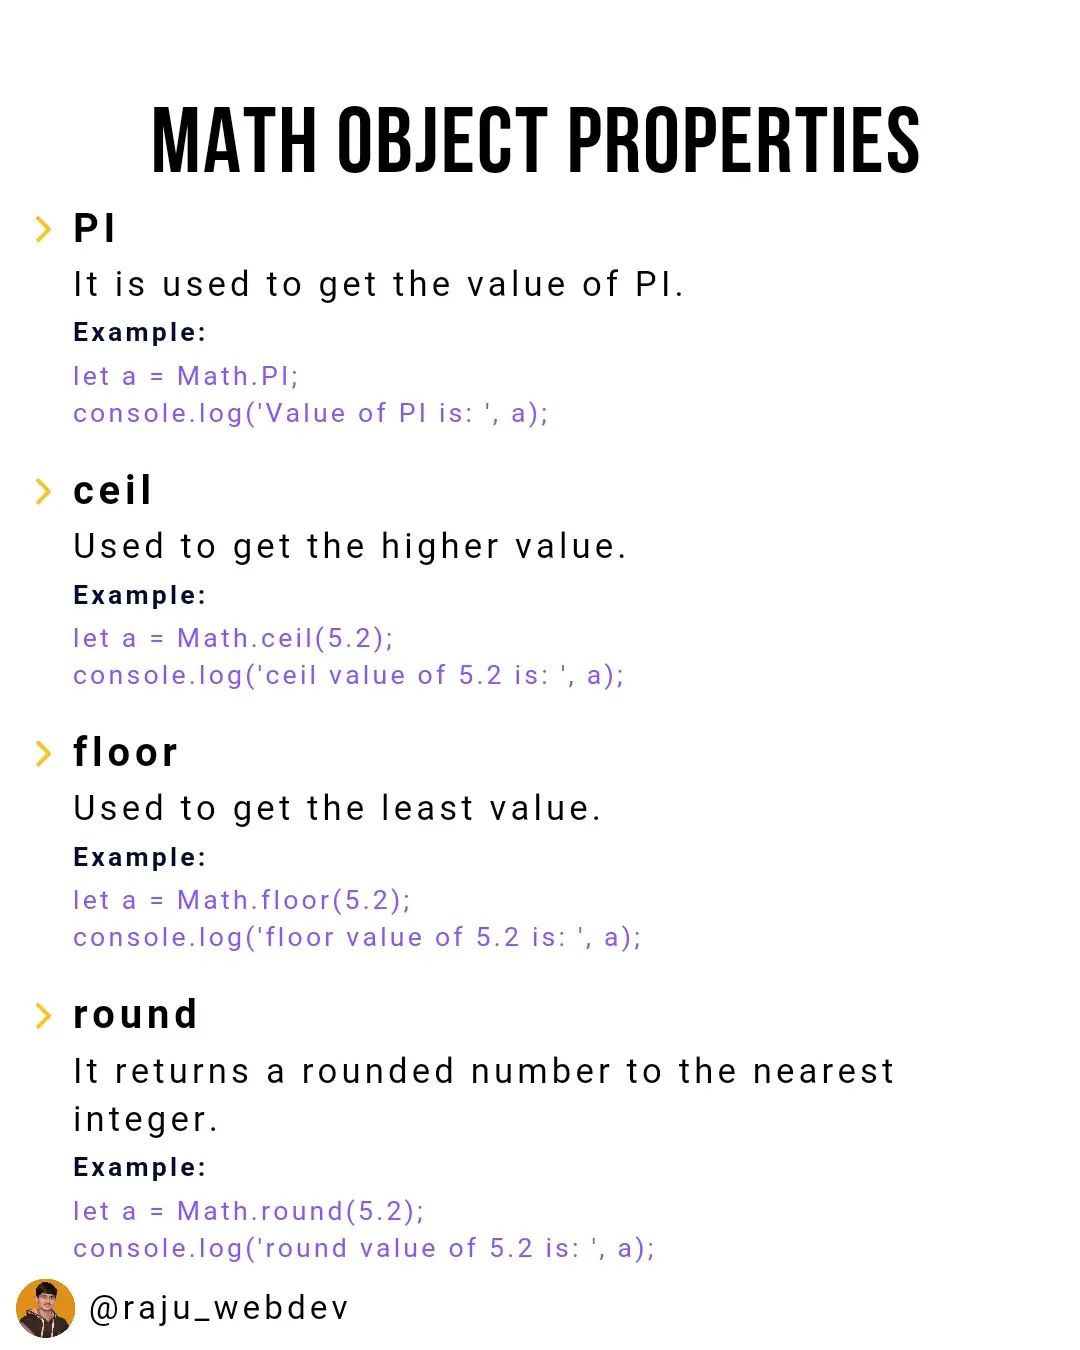 MATH OBJECT PROPERTIES
PI
It is used to get the value of PI.
Example:
let a = Math.PI;
console.log('Value of PI is: ', a);
ceil
Used to get the higher value.
Example:
let a = Math.ceil(5.2);
console.log('ceil value of 5.2 is: ', a);
floor
Used to get the least value.
Example:
let a = Math.floor(5.2);
console.log('floor value of 5.2 is: ', a);
round
It returns a rounded number to the nearest
integer.
Example:
let a = Math.round(5.2);
console.log('round value of 5.2 is: ', a);
@raju_webdev